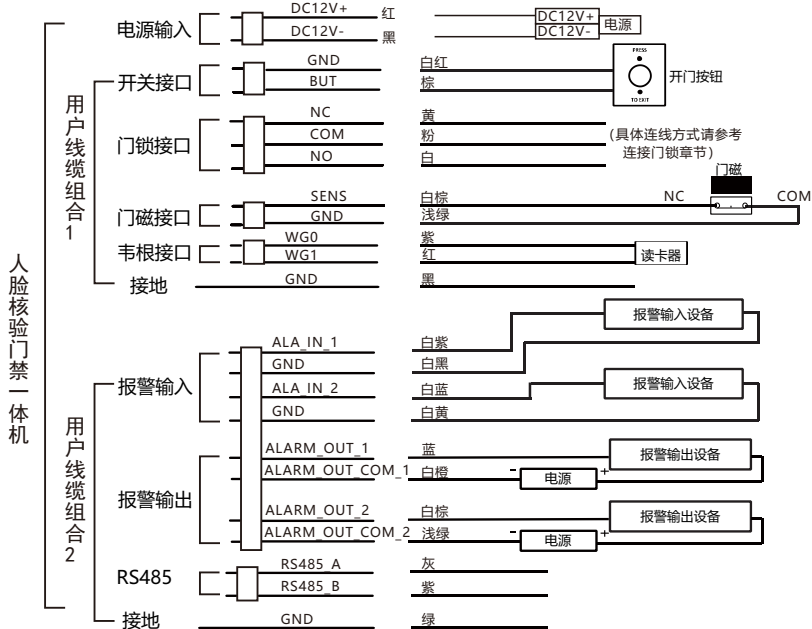 人脸核验门禁一体机
电源输入
DC12V+ 红 DC12V+
DC12V- 黑 DC12V-
电源
用户线缆组合1
开关接口
GND 白红
BUT 棕
PRESS
TO EXIT
开门按钮
门锁接口
NC 黄
COM 粉
NO 白
(具体连线方式请参考
连接门锁章节)
门磁
门磁接口
SENS 白棕 NC COM
GND 浅绿
韦根接口
WG0 紫
WG1 红
读卡器
接地 GND 黑
用户线缆组合2
报警输入
ALA_IN_1 白紫
GND 白黑
报警输入设备
ALA_IN_2 白蓝
GND 白黄
报警输入设备
报警输出
ALARM_OUT_1 蓝
ALARM_OUT_COM_1 白橙
- 电源 +
报警输出设备
ALARM_OUT_2 白棕
ALARM_OUT_COM_2 浅绿
- 电源 +
报警输出设备
RS485
RS485_A 灰
RS485_B 紫
接地 GND 绿